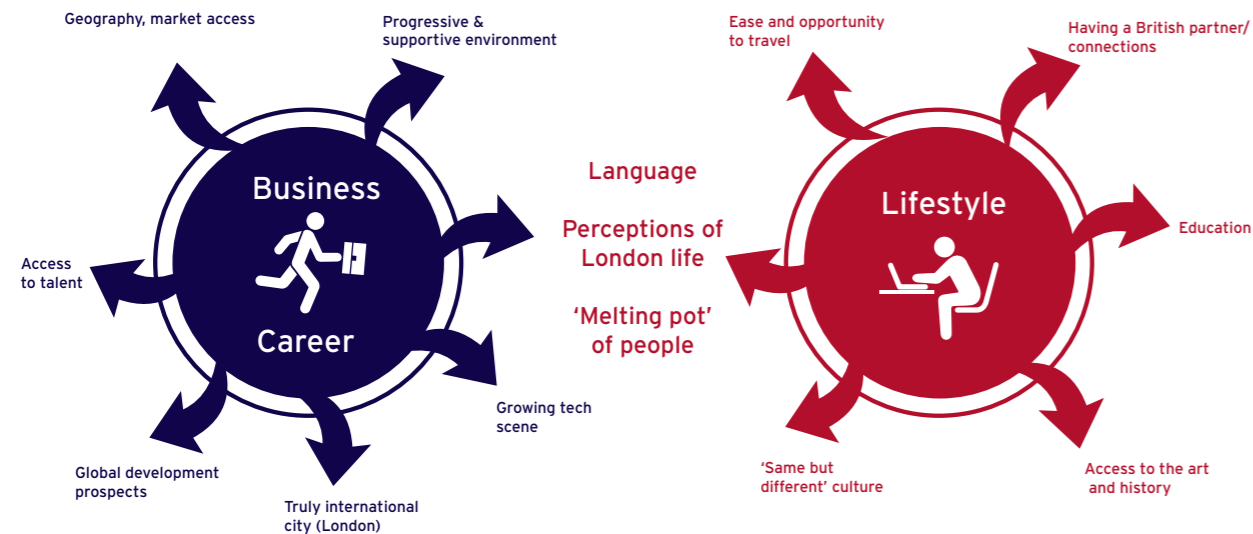 Geography, market access
Progressive &
supportive environment
Business
Career
Access
to talent
Global development
prospects
Truly international
city (London)
Growing tech
scene
Language
Perceptions of
London life
‘Melting pot’
of people
Ease and opportunity
to travel
Having a British partner/
connections
Lifestyle
Education
‘Same but
different’ culture
Access to the art
and history